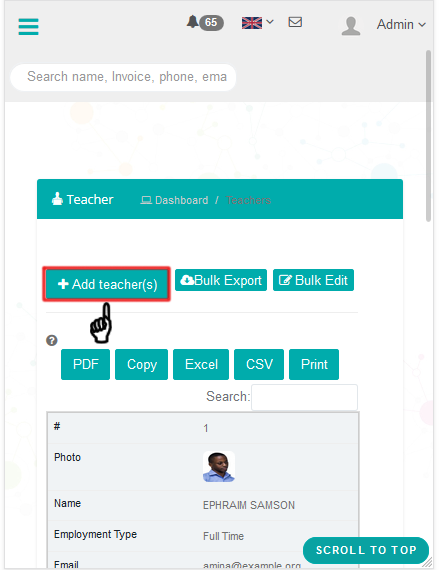 65
Admin
Search name, Invoice, phone, ema
Teacher
Dashboard / Teachers
+ Add teacher(s)
Bulk Export
Bulk Edit
PDF
Copy
Excel
CSV
Print
Search:
# 1
Photo
Name EPHRAIM SAMSON
Employment Type Full Time
Email amina@example.org
SCROLL TO TOP